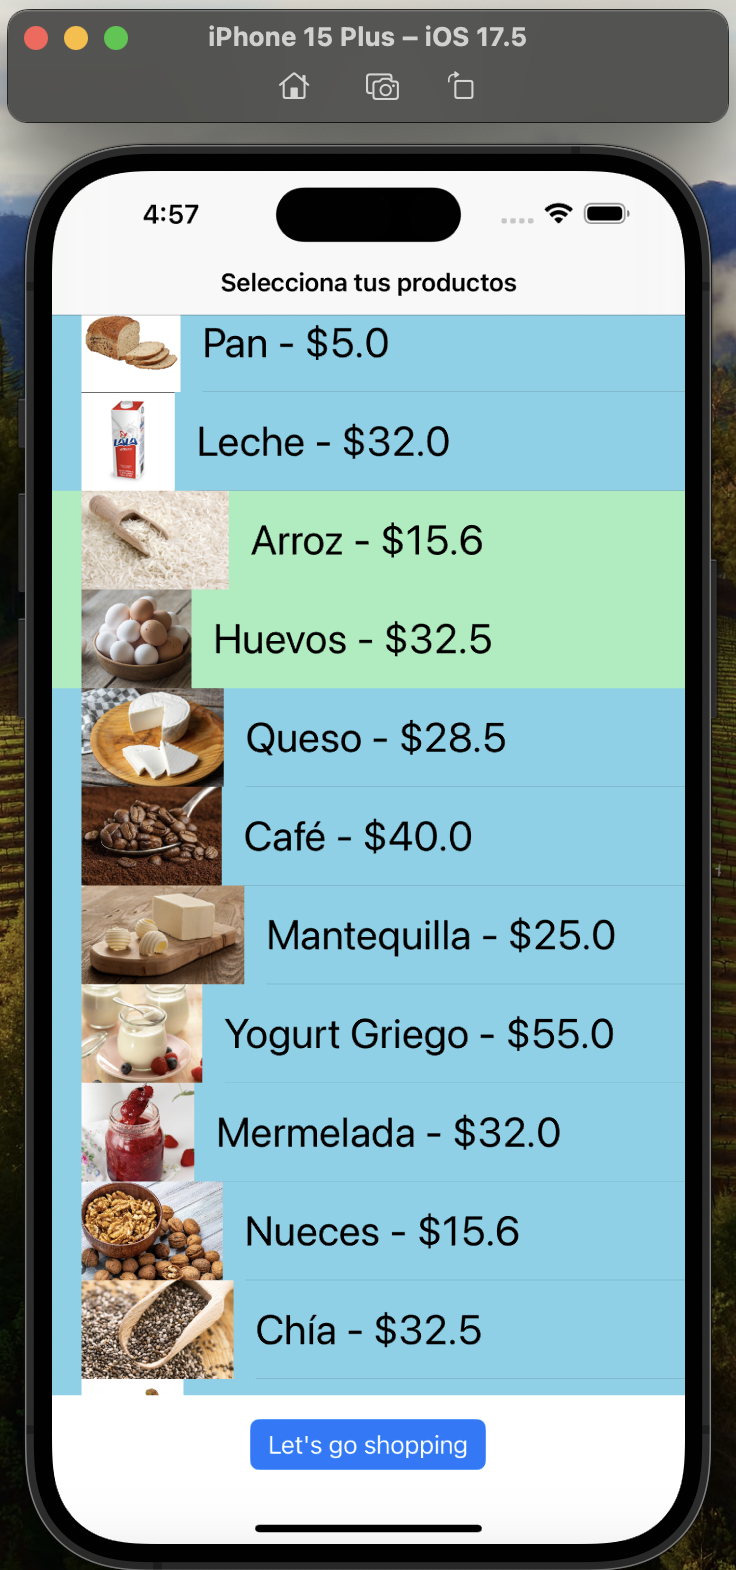 iPhone 15 Plus – iOS 17.5
4:57
Selecciona tus productos
Pan - $5.0
LALA
Leche - $32.0
Arroz - $15.6
Huevos - $32.5
Queso - $28.5
Café - $40.0
Mantequilla - $25.0
Yogurt Griego - $55.0
Mermelada - $32.0
Nueces - $15.6
Chía - $32.5
Let's go shopping